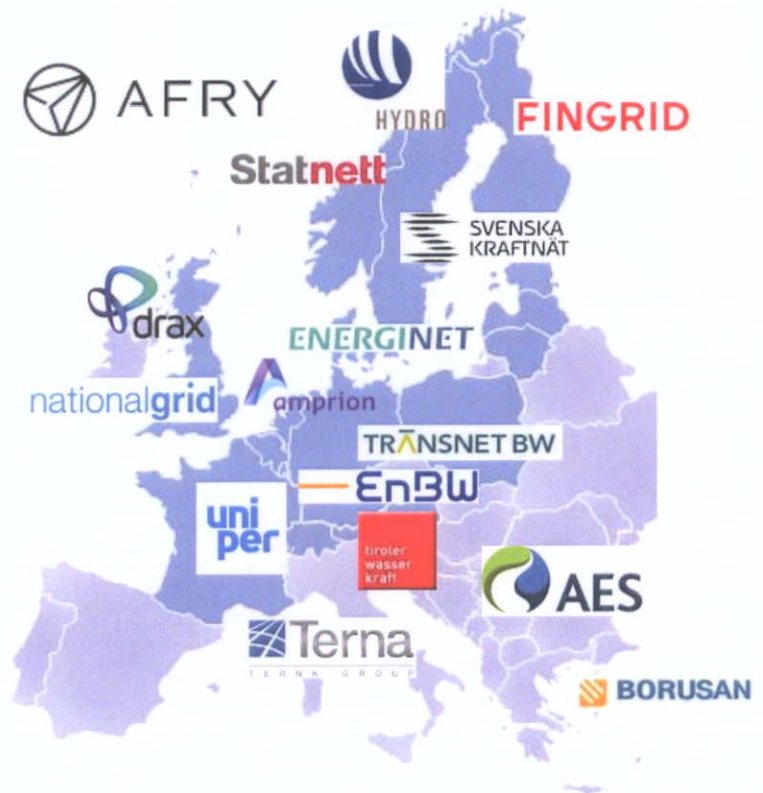 AFRY
HYDRO
FINGRID
Statnett
SVENSKA
KRAFTNÄT
drax
ENERGINET
nationalgrid
amprion
TRANSNET BW
EnBW
uni
per
tiroler
wasser
kraft
AES
Terna
TERNA GROUP
BORUSAN